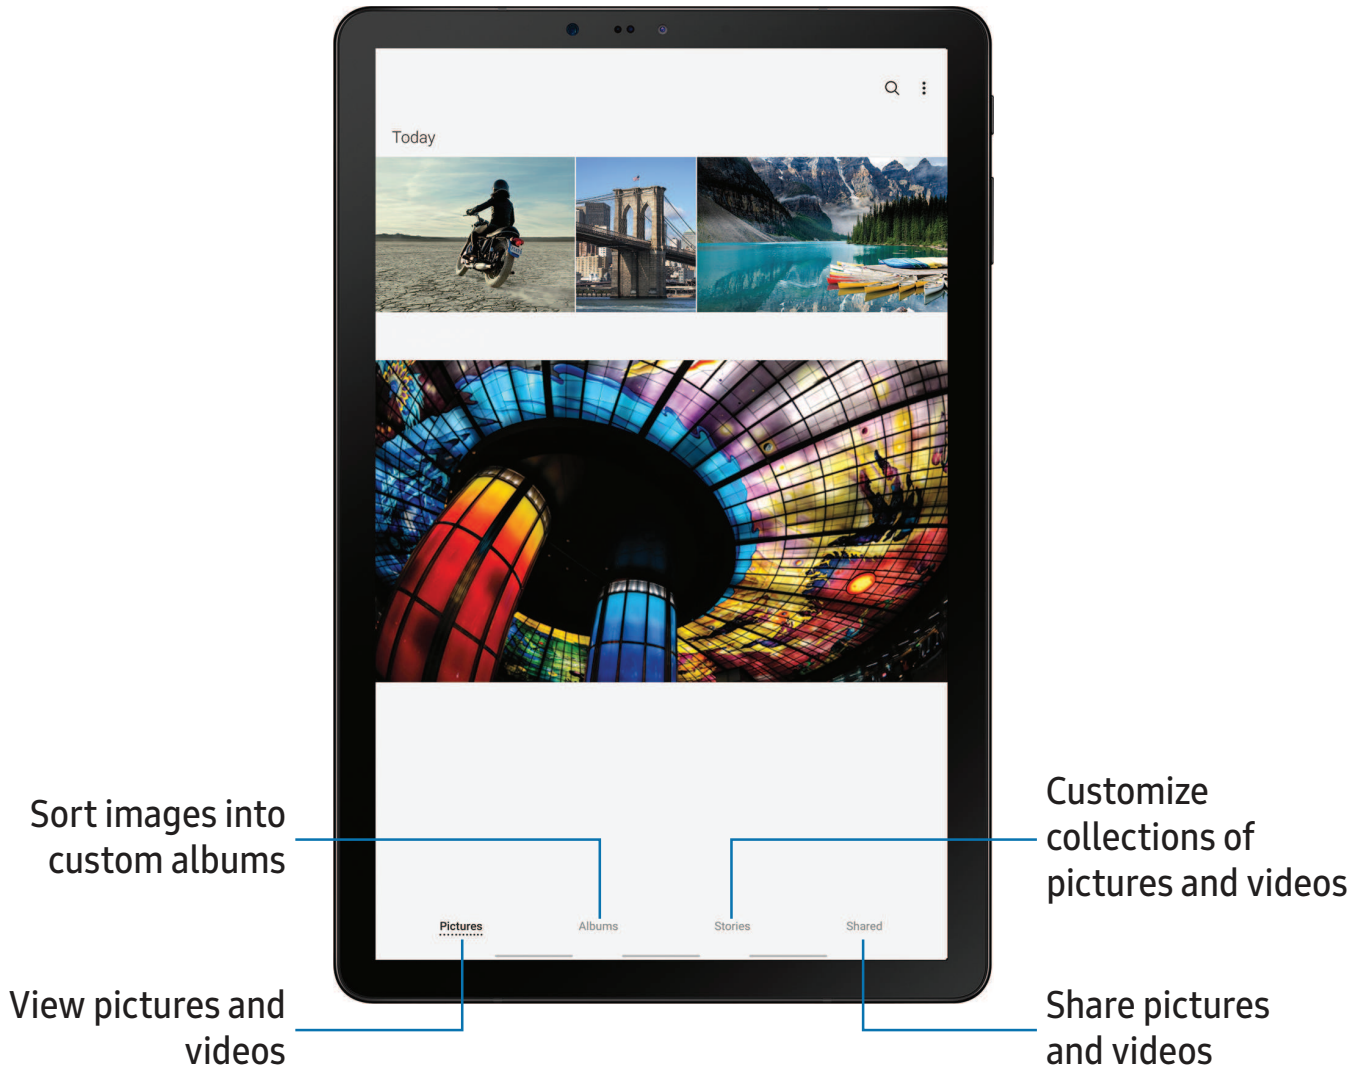 Today
Sort images into
custom albums
Customize
collections of
pictures and videos
Pictures
Albums
Stories
Shared
View pictures and
videos
Share pictures
and videos